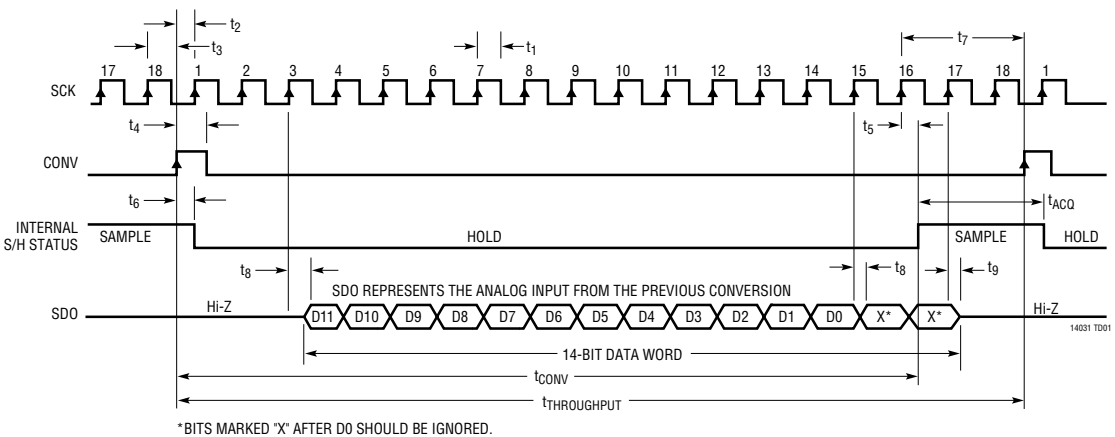 t2
t3
t1
t7
17 18 1 2 3 4 5 6 7 8 9 10 11 12 13 14 15 16 17 18 1
SCK
t4
t5
CONV
t6
tACQ
INTERNAL
S/H STATUS
SAMPLE
HOLD
SAMPLE
HOLD
t8
t8
t9
SDO REPRESENTS THE ANALOG INPUT FROM THE PREVIOUS CONVERSION
SDO
Hi-Z
D11 D10 D9 D8 D7 D6 D5 D4 D3 D2 D1 D0 X* X*
Hi-Z
14031 TD01
14-BIT DATA WORD
tCONV
tTHROUGHPUT
*BITS MARKED "X" AFTER D0 SHOULD BE IGNORED.